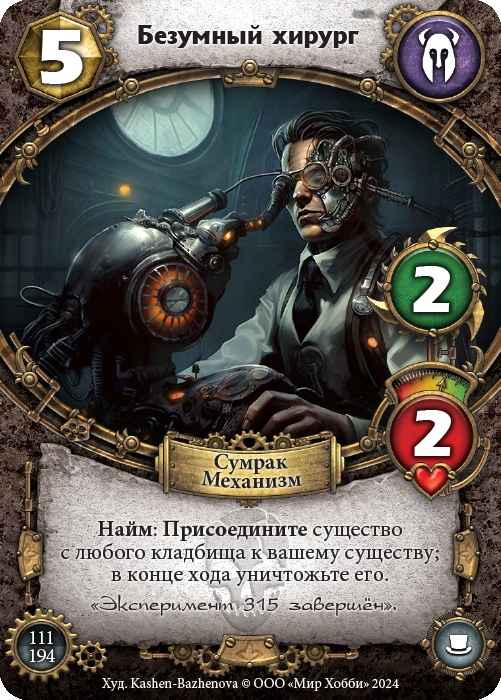 5
Безумный хирург
2
2
Сумрак
Механизм
Найм: Присоедините существо
с любого кладбища к вашему существу;
в конце хода уничтожьте его.
«Эксперимент 315 завершён».
111
194
Худ. Kashen-Bazhenova © ООО «Мир Хобби» 2024